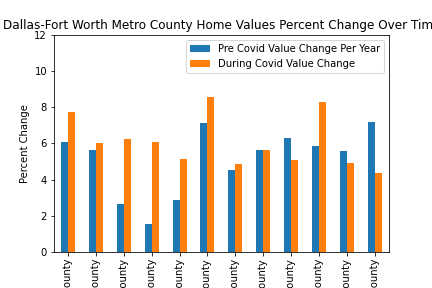 Dallas-Fort Worth Metro County Home Values Percent Change Over Tim
Pre Covid Value Change Per Year
During Covid Value Change
Percent Change
12
10
8
6
4
2
0
ounty
ounty
ounty
ounty
ounty
ounty
ounty
ounty
ounty
ounty
ounty
ounty